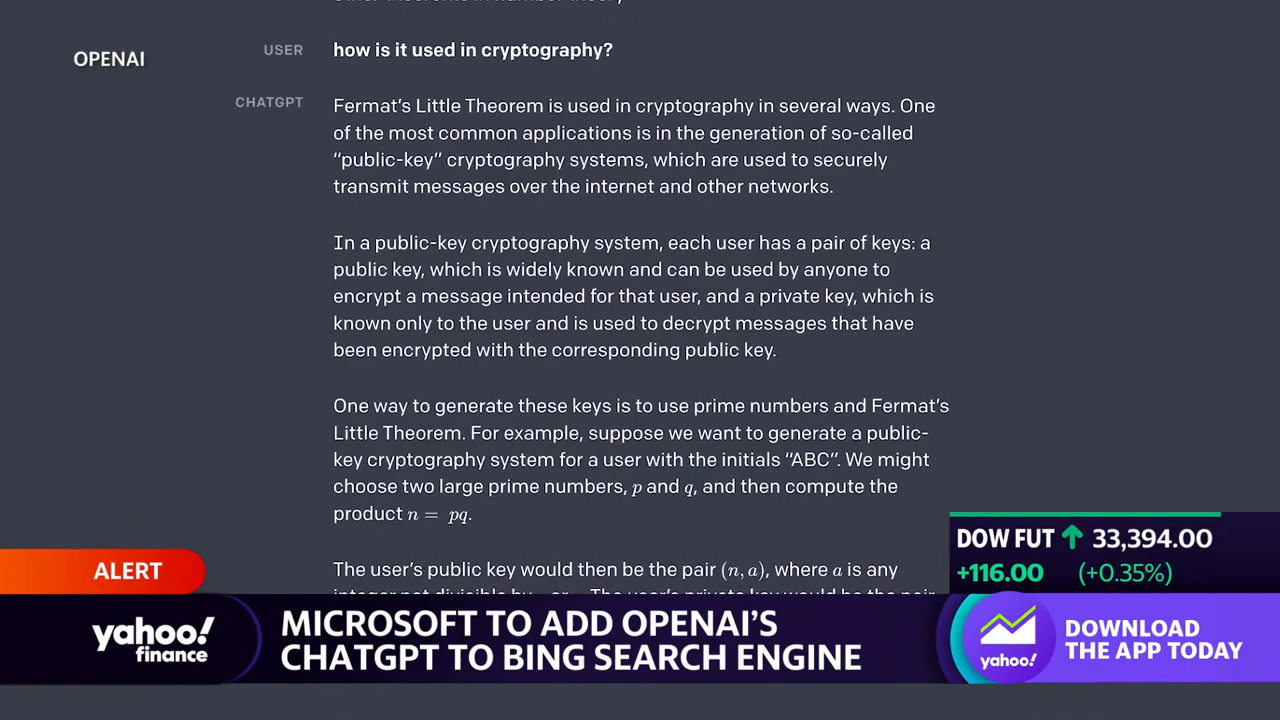 OPENAI
USER
how is it used in cryptography?
CHATGPT
Fermat's Little Theorem is used in cryptography in several ways. One
of the most common applications is in the generation of so-called
“public-key” cryptography systems, which are used to securely
transmit messages over the internet and other networks.
In a public-key cryptography system, each user has a pair of keys: a
public key, which is widely known and can be used by anyone to
encrypt a message intended for that user, and a private key, which is
known only to the user and is used to decrypt messages that have
been encrypted with the corresponding public key.
One way to generate these keys is to use prime numbers and Fermat's
Little Theorem. For example, suppose we want to generate a public-
key cryptography system for a user with the initials “ABC”. We might
choose two large prime numbers, p and q, and then compute the
product n = pq.
The user's public key would then be the pair (n, a), where a is any
DOW FUT ↑ 33,394.00
+116.00 (+0.35%)
ALERT
yahoo!
finance
MICROSOFT TO ADD OPENAI'S
CHATGPT TO BING SEARCH ENGINE
yahoo!
DOWNLOAD
THE APP TODAY